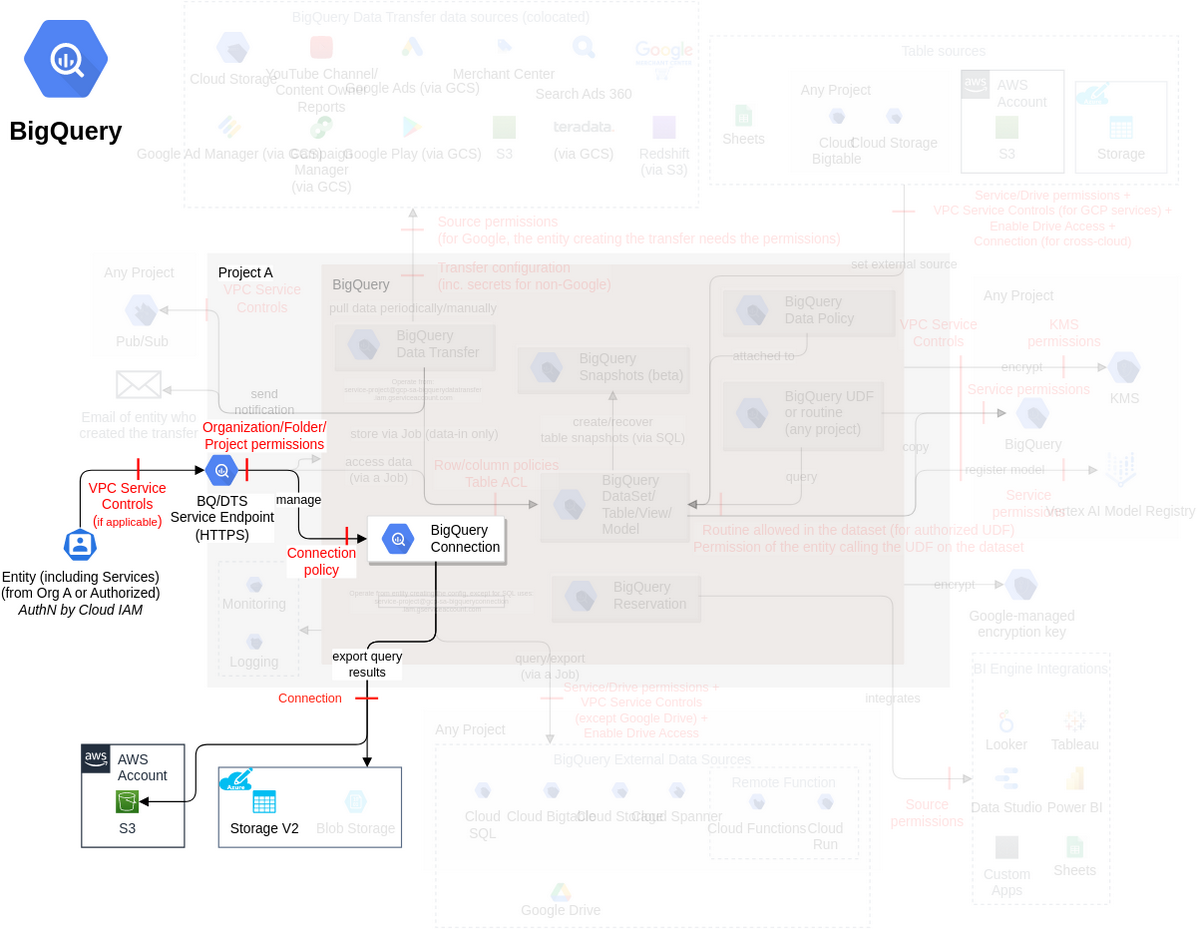 BigQuery Data Transfer data sources (colocated)
Cloud Storage
YouTube Channel/
Content Owner
Reports
Google Ads (via GCS)
Merchant Center
Search Ads 360
Google
Google Ad Manager (via GCS)
Campaign
Manager
(via GCS)
Google Play (via GCS)
S3
teradata.
(via GCS)
Redshift
(via S3)
BigQuery
Table sources
Sheets
Any Project
Cloud
Bigtable
Cloud Storage
aws
AWS
Account
S3
Azure
Storage
Service/Drive permissions +
VPC Service Controls (for GCP services) +
Enable Drive Access +
Connection (for cross-cloud)
Source permissions
(for Google, the entity creating the transfer needs the permissions)
Transfer configuration
(inc. secrets for non-Google)
set external source
Any Project
Pub/Sub
Project A
VPC Service
Controls
BigQuery
pull data periodically/manually
BigQuery
Data Transfer
BigQuery
Snapshots (beta)
BigQuery
Data Policy
attached to
BigQuery UDF
or routine
(any project)
Any Project
VPC Service
Controls
KMS
permissions
encrypt
KMS
Service permissions
BigQuery
copy
register model
Service
permissions
Vertex AI Model Registry
Email of entity who
created the transfer
send
notification
store via Job (data-in only)
create/recover
table snapshots (via SQL)
Organization/Folder/
Project permissions
access data
(via a Job)
Row/column policies
Table ACL
BigQuery
DataSet/
Table/View/
Model
query
Routine allowed in the dataset (for authorized UDF)
Permission of the entity calling the UDF on the dataset
VPC Service
Controls
(if applicable)
BQ/DTS
Service Endpoint
(HTTPS)
manage
Connection
policy
BigQuery
Connection
Entity (including Services)
(from Org A or Authorized)
AuthN by Cloud IAM
Monitoring
Logging
BigQuery
Reservation
encrypt
Google-managed
encryption key
export query
results
query/export
(via a Job)
Connection
Service/Drive permissions +
VPC Service Controls
(except Google Drive) +
Enable Drive Access
integrates
BI Engine Integrations
Looker
Tableau
Data Studio
Power BI
Custom
Apps
Sheets
Source
permissions
aws
AWS
Account
S3
Azure
Storage V2
Blob Storage
Any Project
BigQuery External Data Sources
Cloud
SQL
Cloud Bigtable
Cloud Storage
Cloud Spanner
Remote Function
Cloud Functions
Cloud
Run
Google Drive